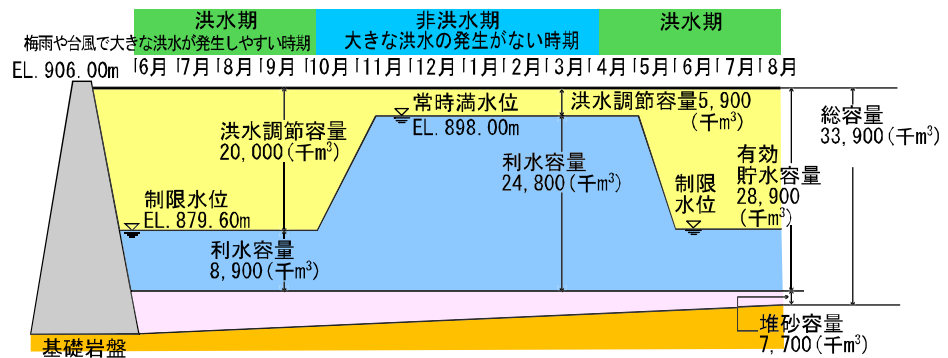 洪水期
梅雨や台風で大きな洪水が発生しやすい時期
非洪水期
大きな洪水の発生がない時期
洪水期
EL.906.00m
6月 7月 8月 9月 10月 11月 12月 1月 2月 3月 4月 5月 6月 7月 8月
常時満水位
EL.898.00m
洪水調節容量5,900
(千m³)
総容量
33,900(千m³)
洪水調節容量
20,000(千m³)
利水容量
24,800(千m³)
有効
貯水容量
28,900
(千m³)
制限水位
EL.879.60m
制限
水位
利水容量
8,900(千m³)
堆砂容量
7,700(千m³)
基礎岩盤